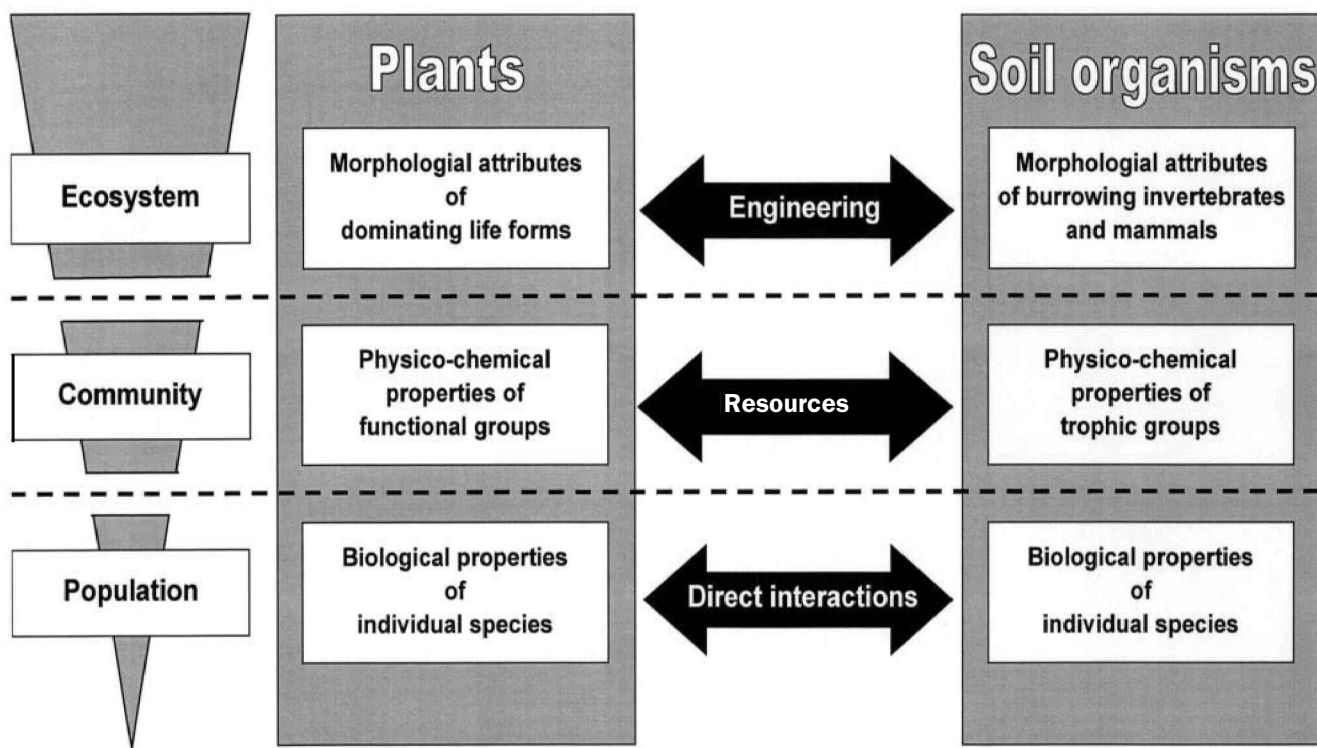 Plants
Soil organisms
Ecosystem
Morphologial attributes
of
dominating life forms
Engineering
Morphologial attributes
of burrowing invertebrates
and mammals
Community
Physico-chemical
properties of
functional groups
Resources
Physico-chemical
properties of
trophic groups
Population
Biological properties
of
individual species
Direct interactions
Biological properties
of
individual species